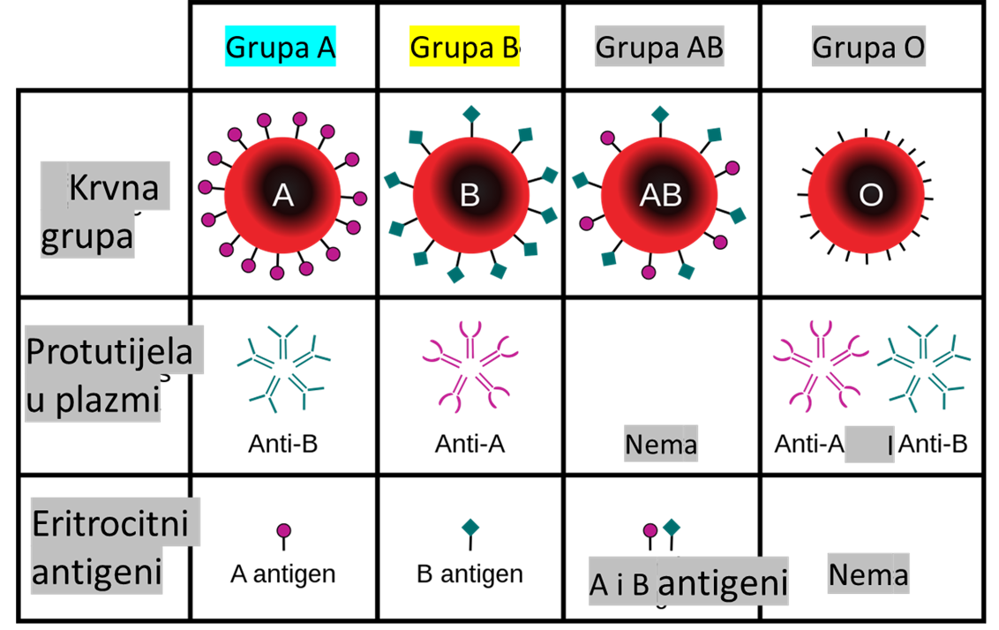 Grupa A
Grupa B
Grupa AB
Grupa O
Krvna
grupa
A
B
AB
O
Protutijela
u plazmi
Anti-B
Anti-A
Nema
Anti-A I Anti-B
Eritrocitni
antigeni
A antigen
B antigen
A i B antigeni
Nema